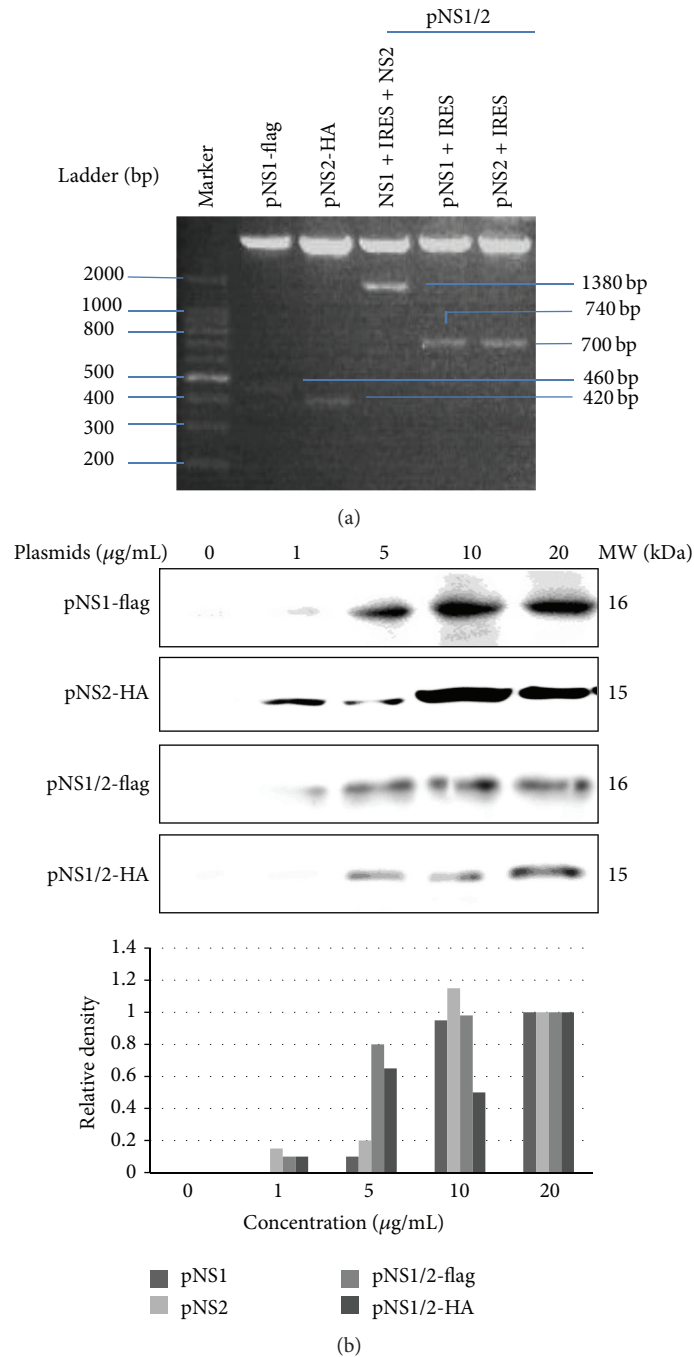 pNS1/2
Ladder (bp)
Marker
pNS1-flag
pNS2-HA
NS1 + IRES + NS2
pNS1 + IRES
pNS2 + IRES
2000
1000
800
500
400
300
200
1380 bp
740 bp
700 bp
460 bp
420 bp
(a)
Plasmids (μg/mL) 0 1 5 10 20 MW (kDa)
pNS1-flag 16
pNS2-HA 15
pNS1/2-flag 16
pNS1/2-HA 15
1.4
1.2
1
0.8
0.6
0.4
0.2
0
Relative density
0 1 5 10 20
Concentration (μg/mL)
pNS1 pNS1/2-flag
pNS2 pNS1/2-HA
(b)